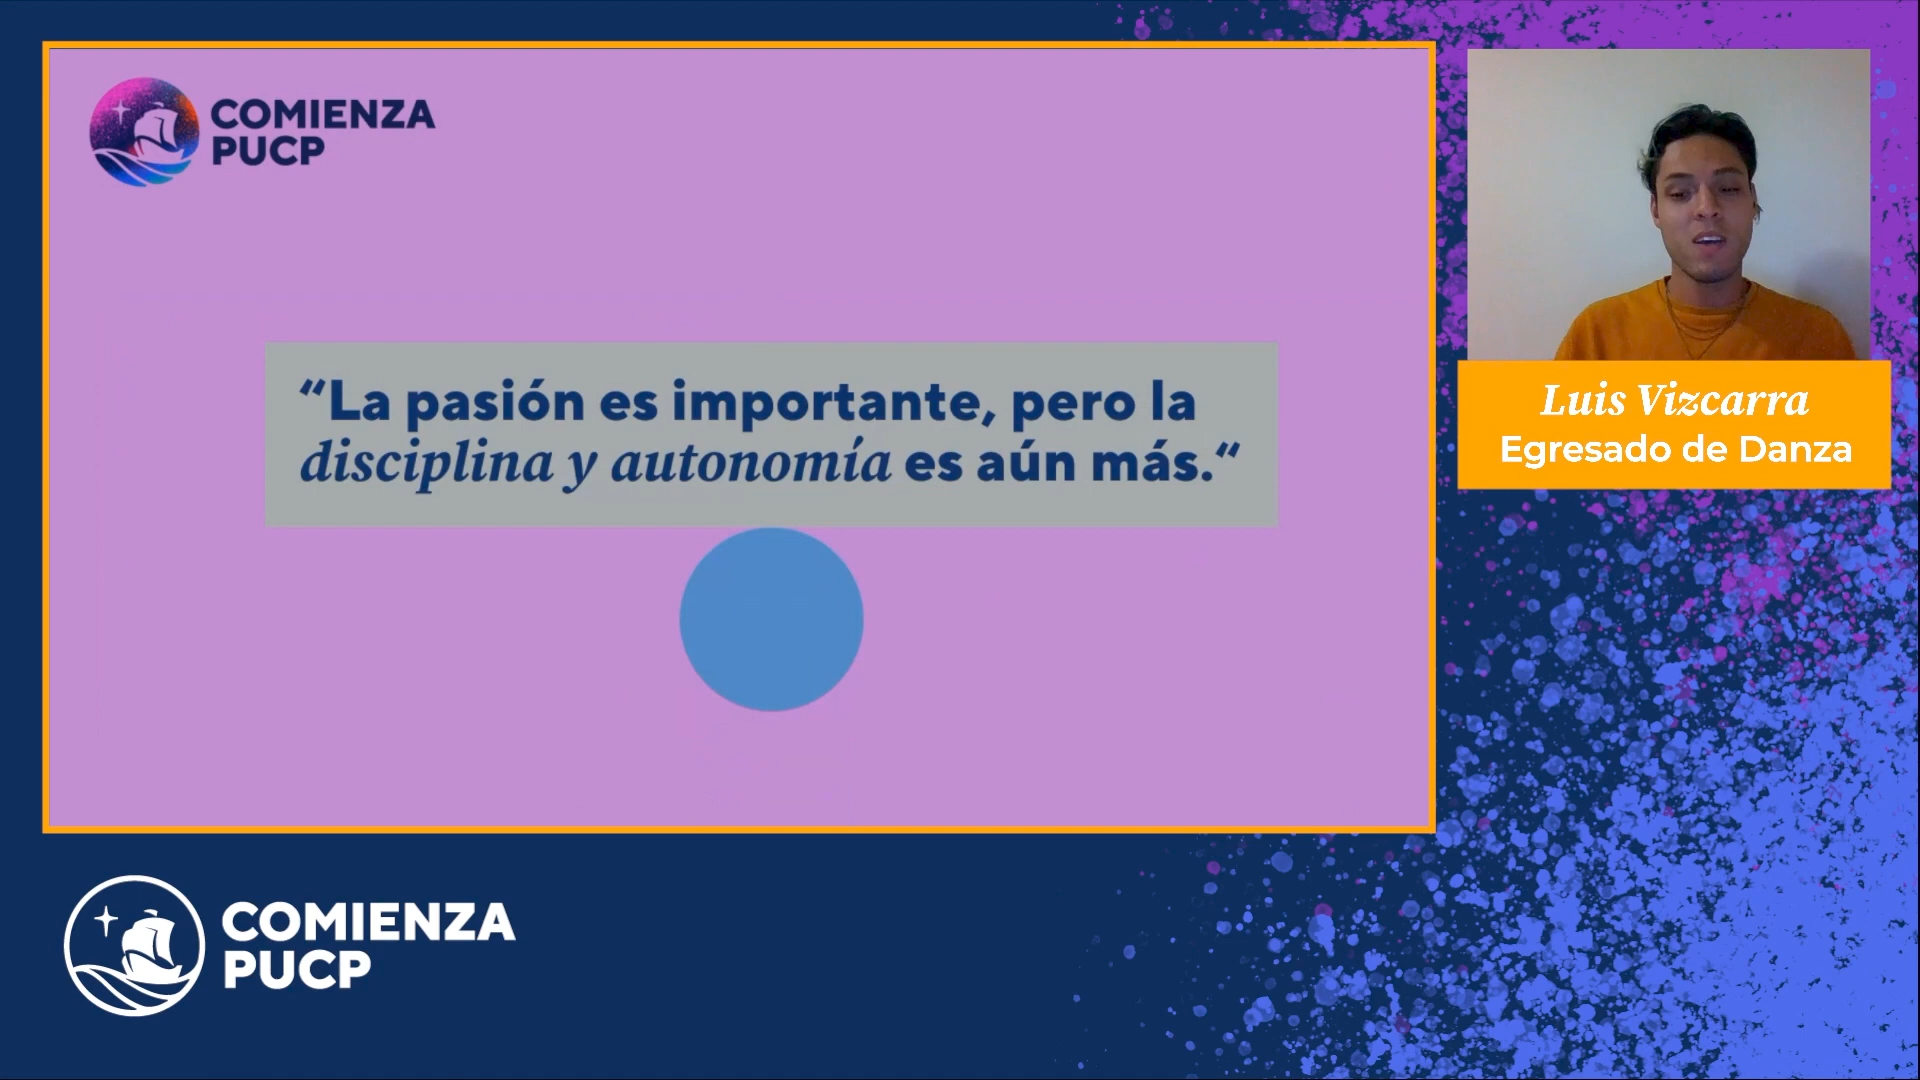 COMIENZA
PUCP
“La pasión es importante, pero la
disciplina y autonomía es aún más.“
Luis Vizcarra
Egresado de Danza
COMIENZA
PUCP